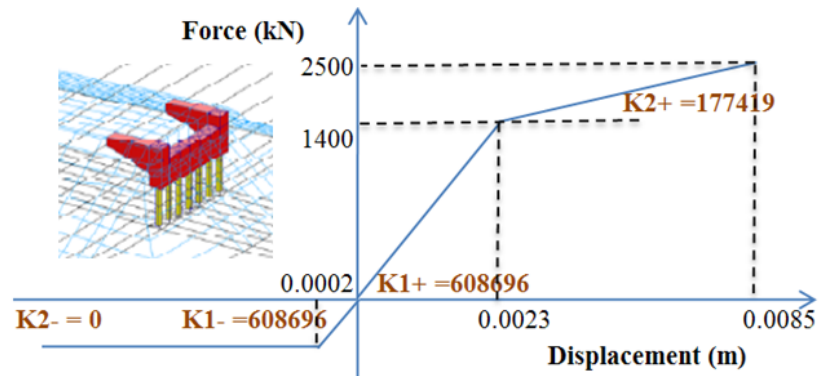 Force (kN)
2500
K2+ =177419
1400
0.0002
K1+ =608696
K2- = 0
K1- =608696
0.0023
0.0085
Displacement (m)